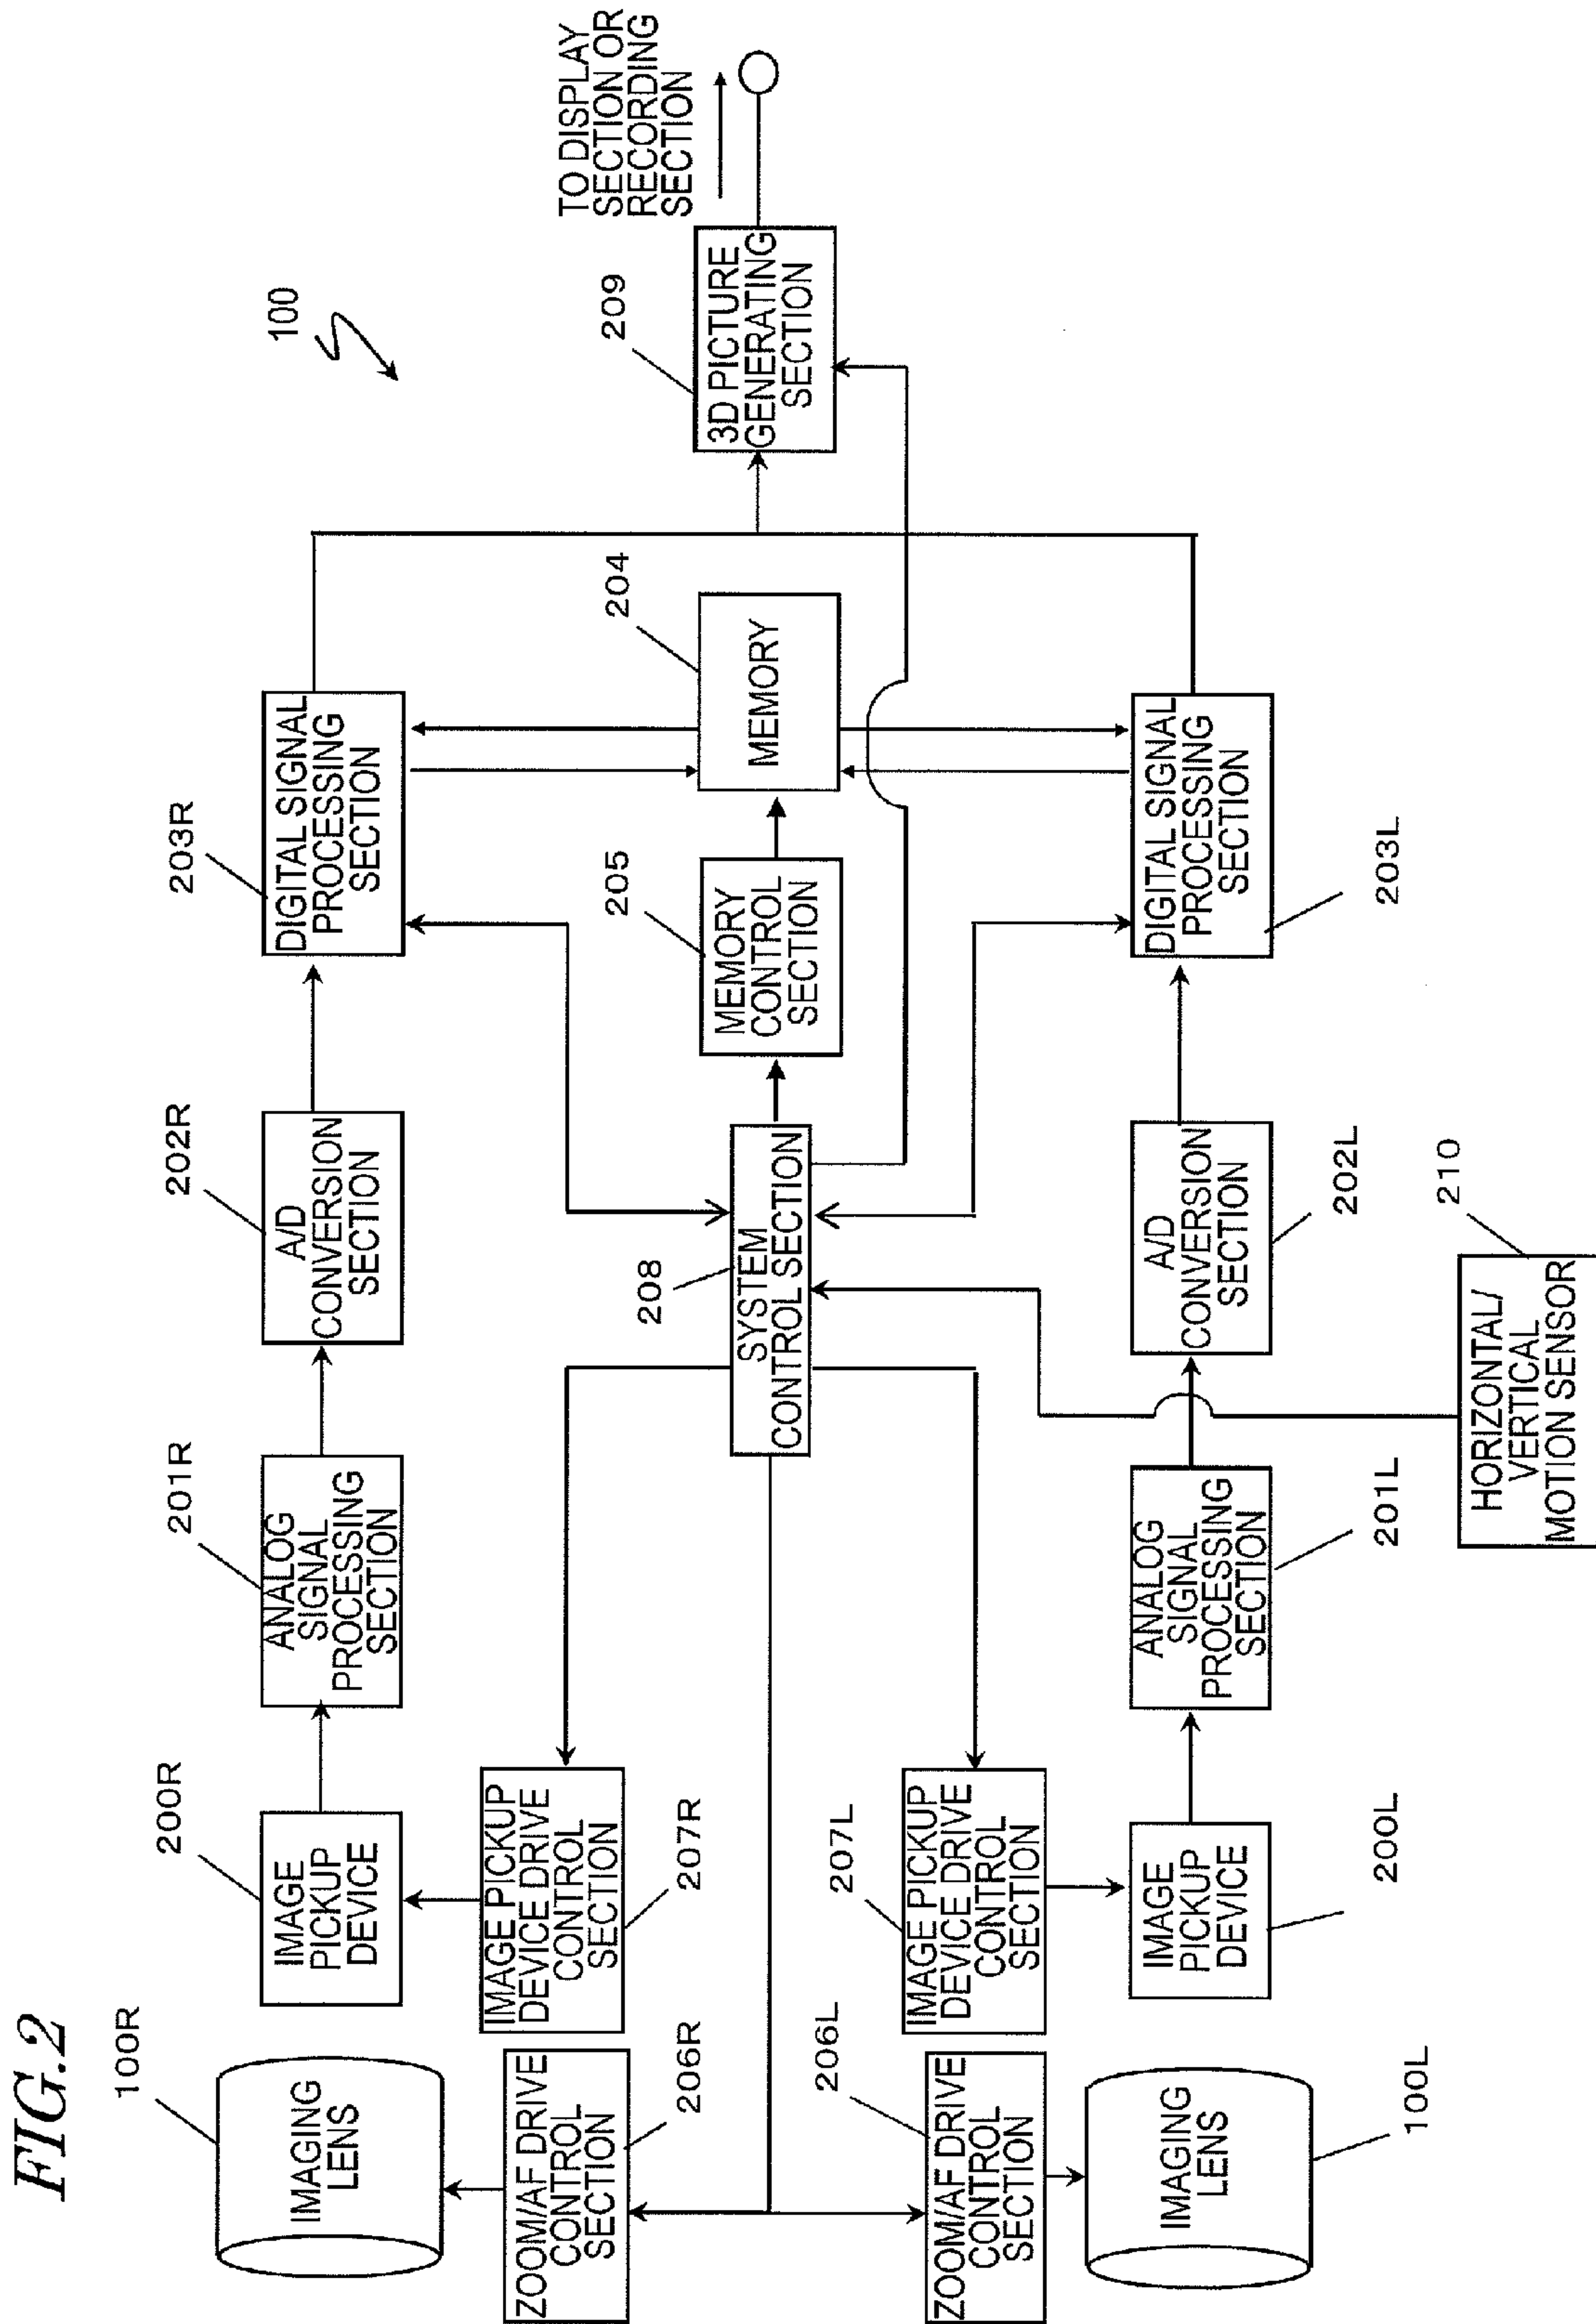 FIG.2
100
100R
IMAGING
LENS
200R
IMAGE
PICKUP
DEVICE
201R
ANALOG
SIGNAL
PROCESSING
SECTION
202R
A/D
CONVERSION
SECTION
203R
DIGITAL SIGNAL
PROCESSING
SECTION
206R
ZOOM/AF DRIVE
CONTROL
SECTION
207R
IMAGE PICKUP
DEVICE DRIVE
CONTROL
SECTION
208
SYSTEM
CONTROL SECTION
205
MEMORY
CONTROL
SECTION
204
MEMORY
209
3D PICTURE
GENERATING
SECTION
TO DISPLAY
SECTION OR
RECORDING
SECTION
206L
ZOOM/AF DRIVE
CONTROL
SECTION
207L
IMAGE PICKUP
DEVICE DRIVE
CONTROL
SECTION
IMAGING
LENS
100L
IMAGE
PICKUP
DEVICE
200L
ANALOG
SIGNAL
PROCESSING
SECTION
201L
A/D
CONVERSION
SECTION
202L
DIGITAL SIGNAL
PROCESSING
SECTION
203L
210
HORIZONTAL/
VERTICAL
MOTION SENSOR